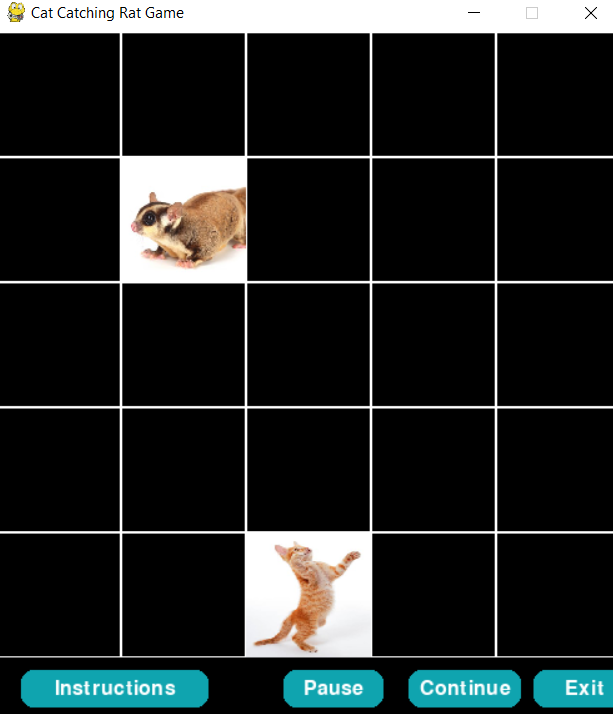 Cat Catching Rat Game
Instructions
Pause
Continue
Exit